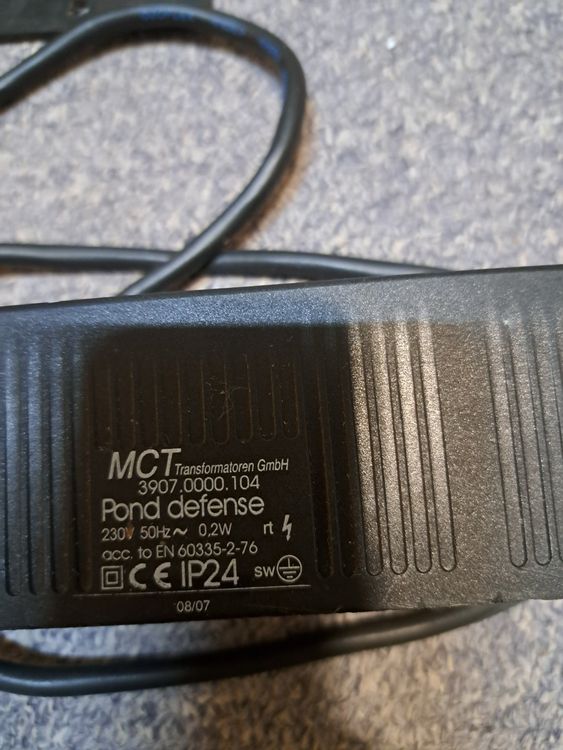 MCT Transformatoren GmbH
3907.0000.104
Pond defense
230V 50Hz ~ 0,2W rt
acc. to EN 60335-2-76
CE IP24 sw
08/07